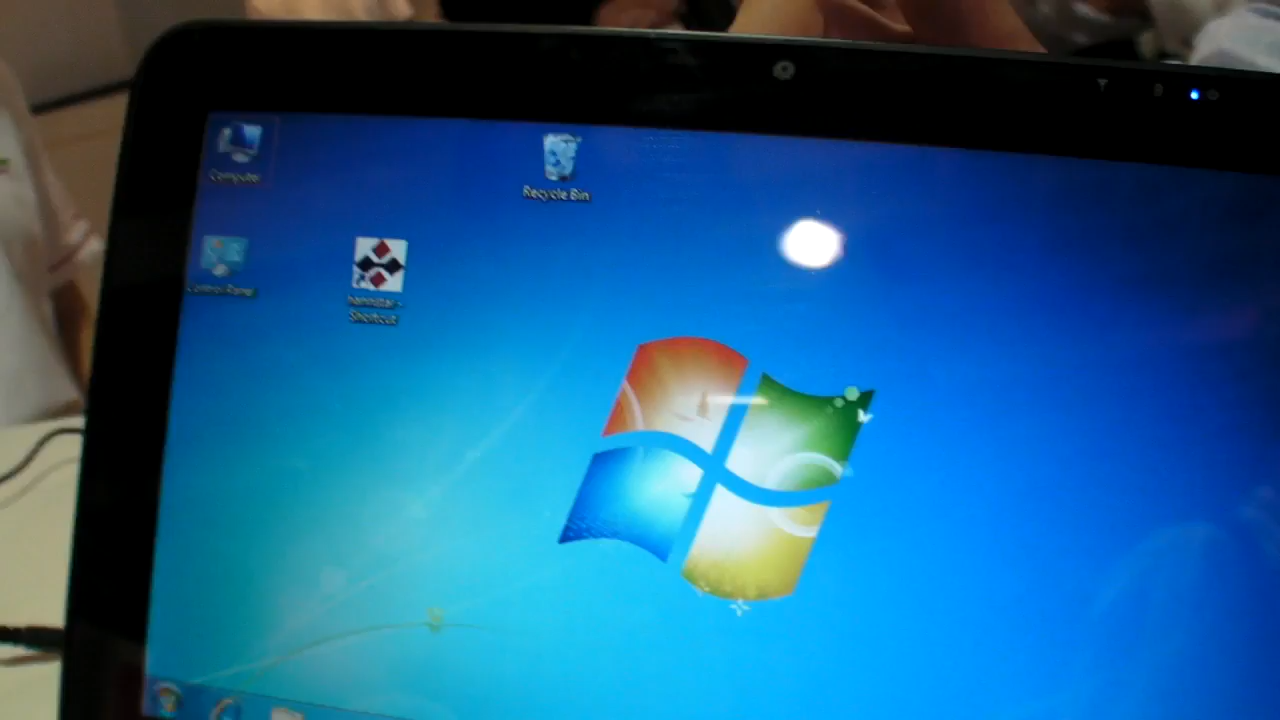 Computer
Recycle Bin
Control Panel
Shortcut